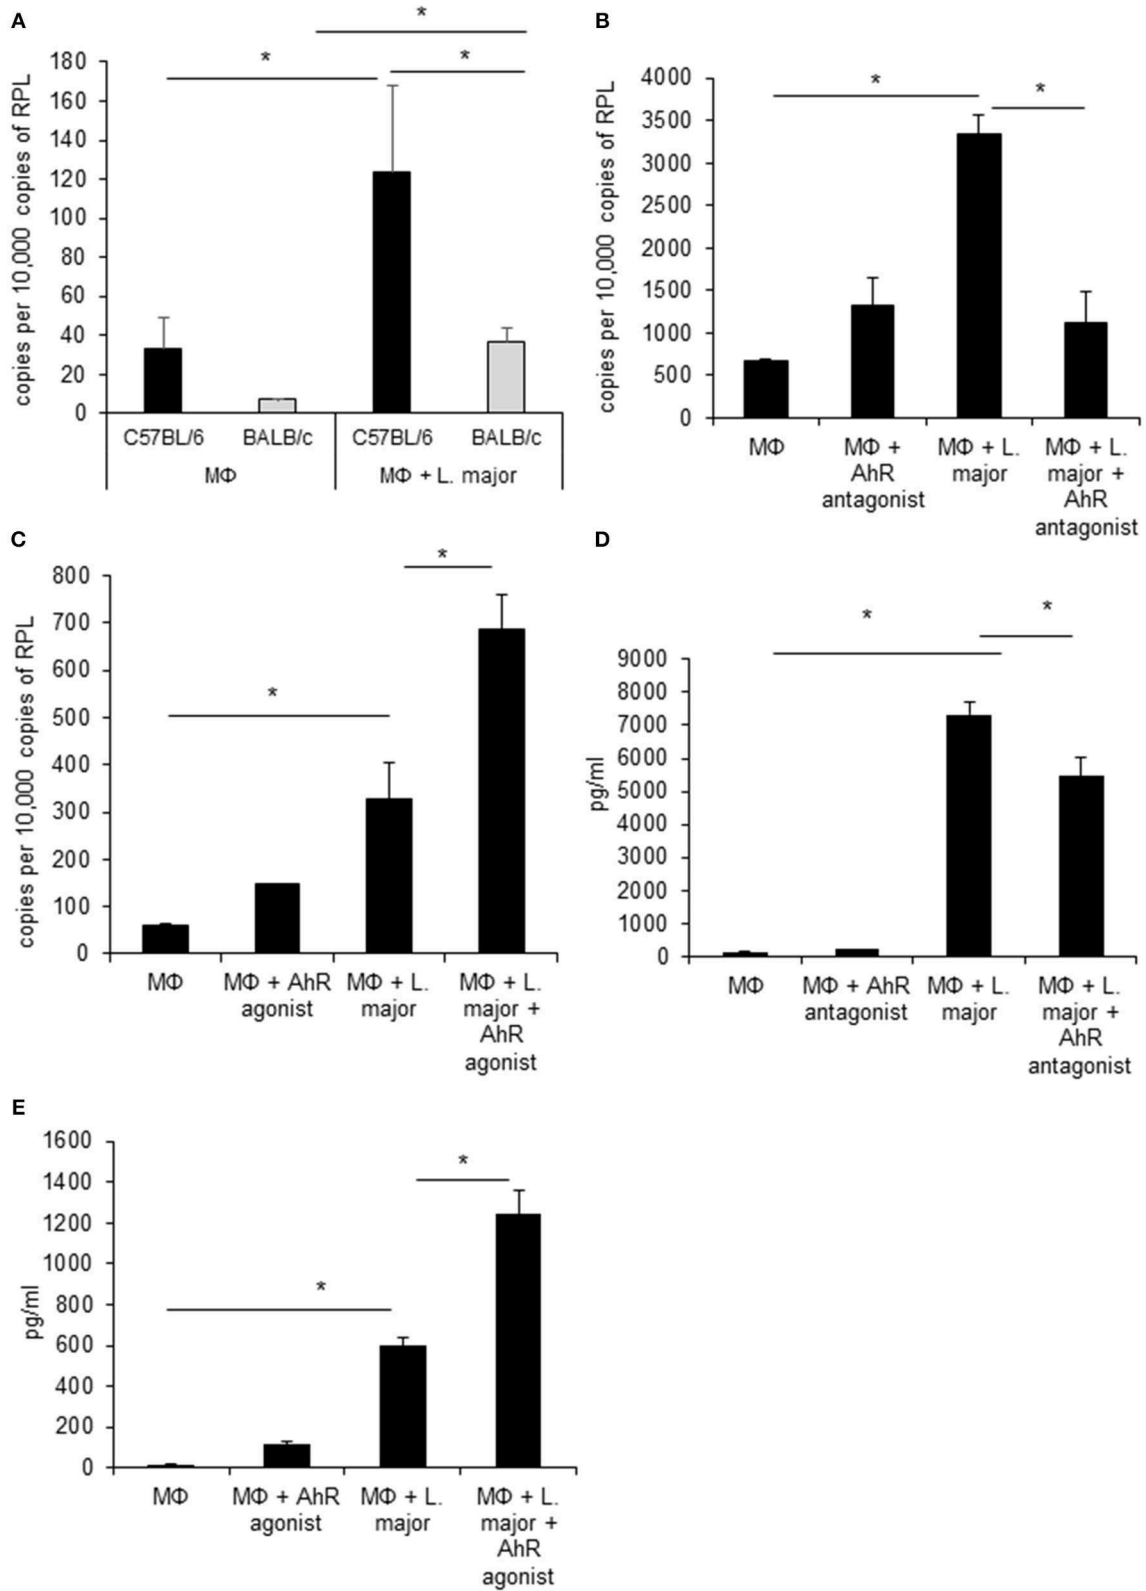 A
*
*
*
180
160
140
120
100
80
60
40
20
0
copies per 10,000 copies of RPL
C57BL/6 BALB/c C57BL/6 BALB/c
MΦ MΦ + L. major
B
*
*
4000
3500
3000
2500
2000
1500
1000
500
0
copies per 10,000 copies of RPL
MΦ MΦ + MΦ + L. MΦ + L.
AhR major major +
antagonist AhR
antagonist
C
*
*
800
700
600
500
400
300
200
100
0
copies per 10,000 copies of RPL
MΦ MΦ + AhR MΦ + L. MΦ + L.
agonist major major +
AhR
agonist
D
*
*
9000
8000
7000
6000
5000
4000
3000
2000
1000
0
pg/ml
MΦ MΦ + AhR MΦ + L. MΦ + L.
antagonist major major +
AhR
antagonist
E
*
*
1600
1400
1200
1000
800
600
400
200
0
pg/ml
MΦ MΦ + AhR MΦ + L. MΦ + L.
agonist major major +
AhR
agonist